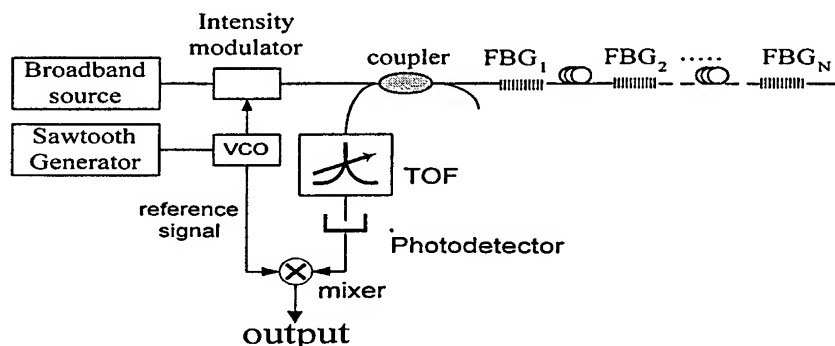 Intensity
modulator
Broadband
source
coupler
FBG1
FBG2
.....
FBGN
Sawtooth
Generator
VCO
TOF
reference
signal
Photodetector
mixer
output